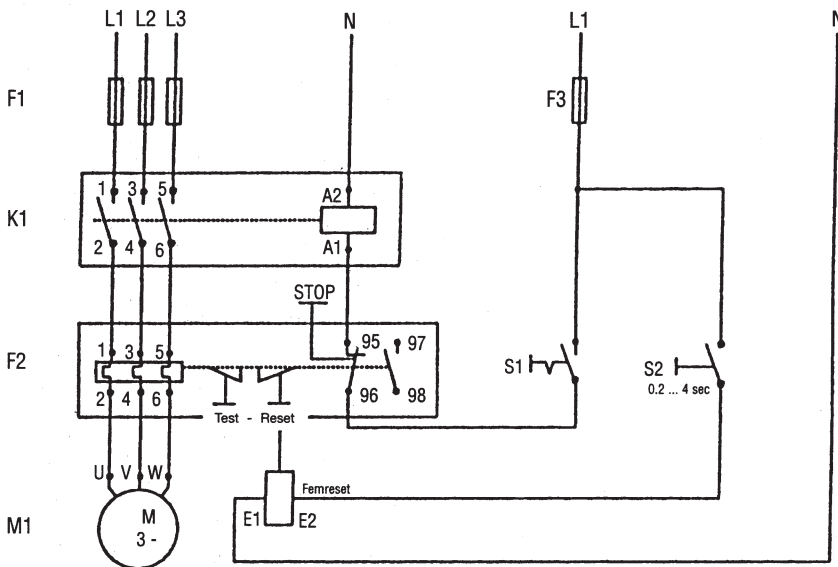 L1 L2 L3 N L1 N
F1 F3
K1 1 3 5 A2
2 4 6 A1
STOP
F2 1 3 5 95 97
S1 S2
2 4 6 96 98
0.2 ... 4 sec
Test - Reset
U V W
Femreset
E1 E2
M1 M
3 -